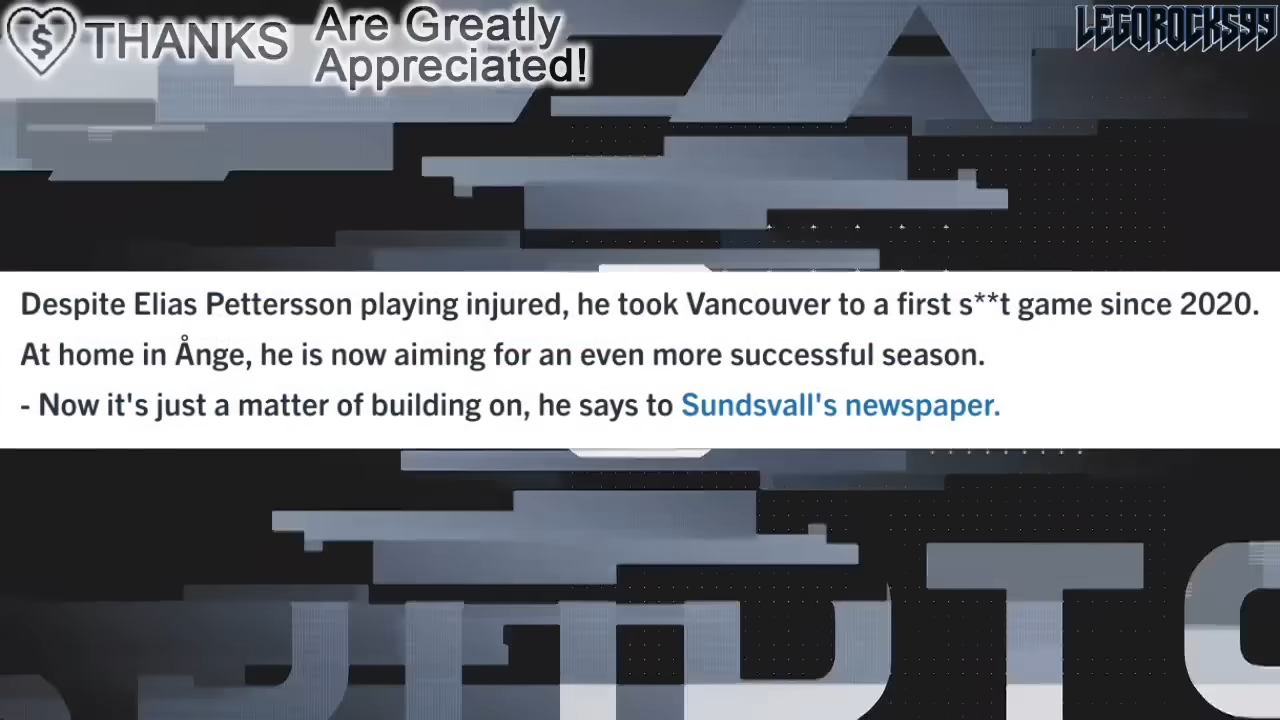 THANKS
Are Greatly
Appreciated!
LEGOROCKS99
Despite Elias Pettersson playing injured, he took Vancouver to a first s**t game since 2020.
At home in Ånge, he is now aiming for an even more successful season.
- Now it's just a matter of building on, he says to Sundsvall's newspaper.